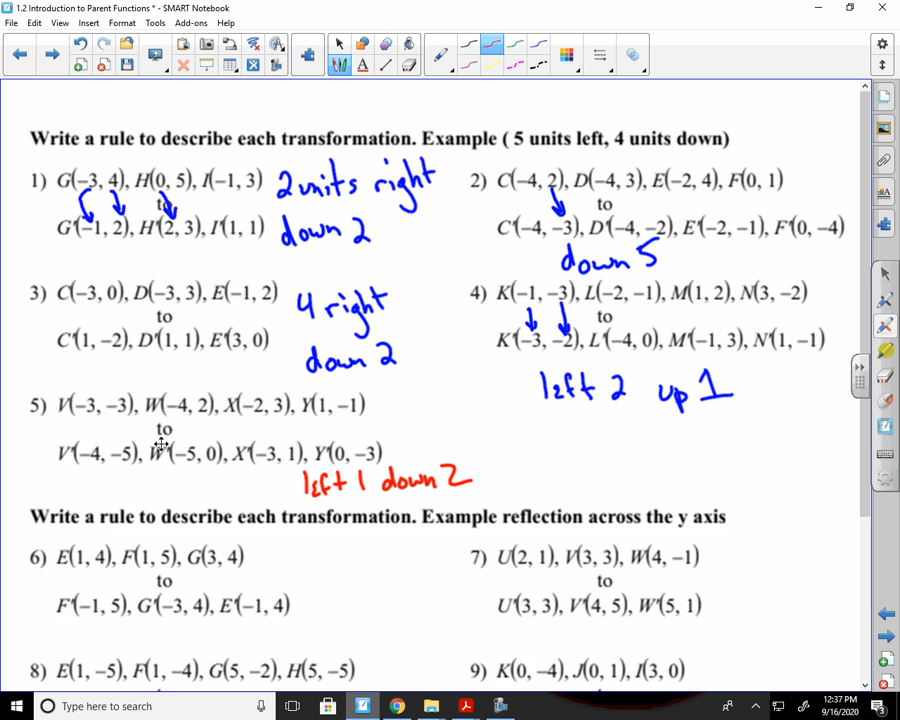 1.2 Introduction to Parent Functions * - SMART Notebook
File Edit View Insert Format Tools Add-ons Help
Write a rule to describe each transformation. Example ( 5 units left, 4 units down)
1) G(−3, 4), H(0, 5), I(−1, 3)
to
G'(−1, 2), H'(2, 3), I'(1, 1)
2 units right
down 2
2) C(−4, 2), D(−4, 3), E(−2, 4), F(0, 1)
to
C'(−4, −3), D'(−4, −2), E'(−2, −1), F'(0, −4)
down 5
3) C(−3, 0), D(−3, 3), E(−1, 2)
to
C'(1, −2), D'(1, 1), E'(3, 0)
4 right
down 2
4) K(−1, −3), L(−2, −1), M(1, 2), N(3, −2)
to
K'(−3, −2), L'(−4, 0), M'(−1, 3), N'(1, −1)
left 2 up 1
5) V(−3, −3), W(−4, 2), X(−2, 3), Y(1, −1)
to
V'(−4, −5), W'(−5, 0), X'(−3, 1), Y'(0, −3)
left 1 down 2
Write a rule to describe each transformation. Example reflection across the y axis
6) E(1, 4), F(1, 5), G(3, 4)
to
F'(−1, 5), G'(−3, 4), E'(−1, 4)
7) U(2, 1), V(3, 3), W(4, −1)
to
U'(3, 3), V'(4, 5), W'(5, 1)
8) E(1, −5), F(1, −4), G(5, −2), H(5, −5)
9) K(0, −4), J(0, 1), I(3, 0)
Type here to search
12:37 PM
9/16/2020
3